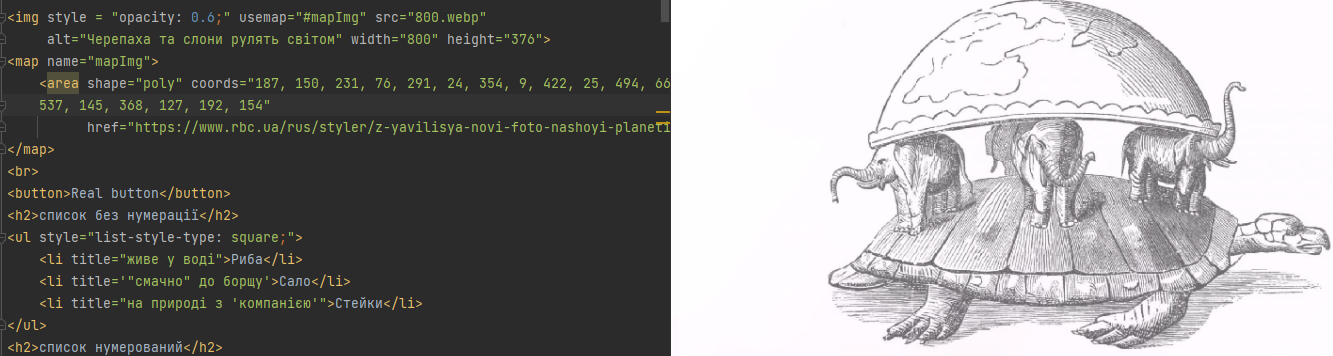 <img style = "opacity: 0.6;" usemap="#mapImg" src="800.webp"
alt="Черепаха та слони рулять світом" width="800" height="376">
<map name="mapImg">
<area shape="poly" coords="187, 150, 231, 76, 291, 24, 354, 9, 422, 25, 494, 66
537, 145, 368, 127, 192, 154"
href="https://www.rbc.ua/rus/styler/z-yavilisya-novi-foto-nashoyi-planeti
</map>
<br>
<button>Real button</button>
<h2>список без нумерації</h2>
<ul style="list-style-type: square;">
<li title="живе у воді">Риба</li>
<li title='"смачно" до борщу'>Сало</li>
<li title="на природі з 'компанією'">Стейки</li>
</ul>
<h2>список нумерований</h2>